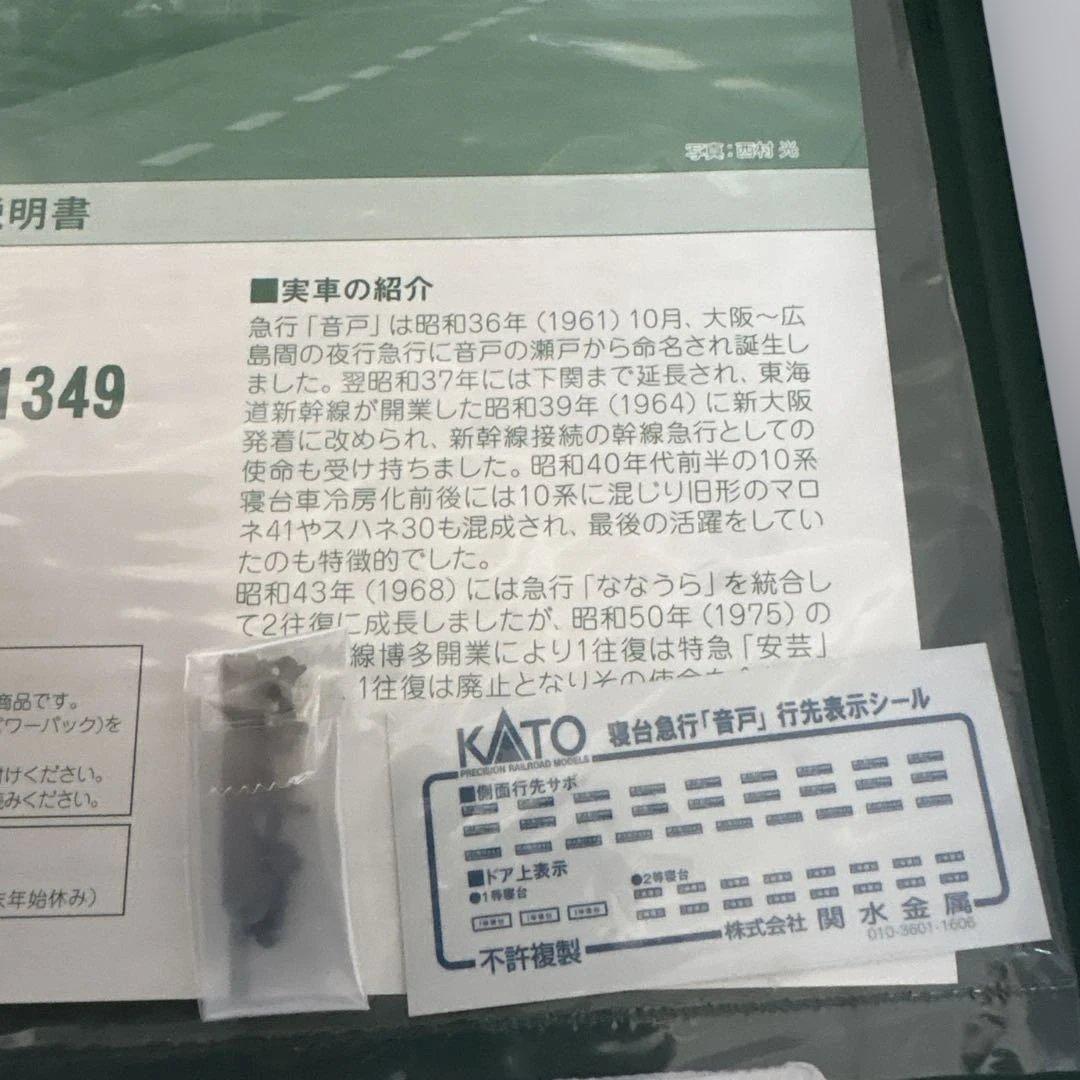 写真：西村 光
明書
■実車の紹介
急行「音戸」は昭和36年（1961）10月、大阪～広
島間の夜行急行に音戸の瀬戸から命名され誕生し
ました。翌昭和37年には下関まで延長され、東海
道新幹線が開業した昭和39年（1964）に新大阪
発着に改められ、新幹線接続の幹線急行としての
使命も受け持ちました。昭和40年代前半の10系
寝台車冷房化前後には10系に混じり旧形のマロ
ネ41やスハネ30も混成され、最後の活躍をしてい
たのも特徴的でした。
昭和43年（1968）には急行「ななうら」を統合し
て2往復に成長しましたが、昭和50年（1975）の
線博多開業により1往復は特急「安芸」
1往復は廃止となりその使命も
1349
商品です。
パワーパック)を
付けください。
読みください。
末年始休み）
KATO
PRECISION RAILROAD MODELS
寝台急行「音戸」行先表示シール
■側面行先サボ
■ドア上表示
●1等寝台
●2等寝台
不許複製
株式会社 関水金属
010-3601-1606